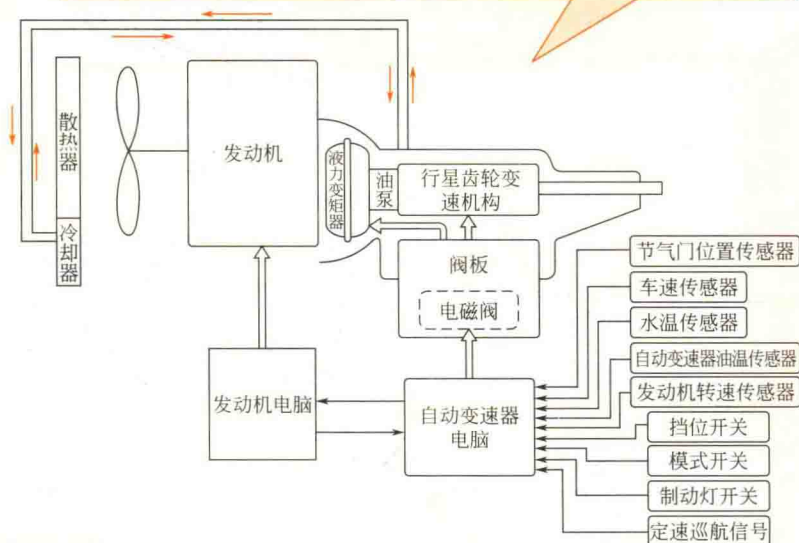 散热器
冷却器
发动机
液力变矩器
油泵
行星齿轮变
速机构
阀板
电磁阀
发动机电脑
自动变速器
电脑
节气门位置传感器
车速传感器
水温传感器
自动变速器油温传感器
发动机转速传感器
挡位开关
模式开关
制动灯开关
定速巡航信号